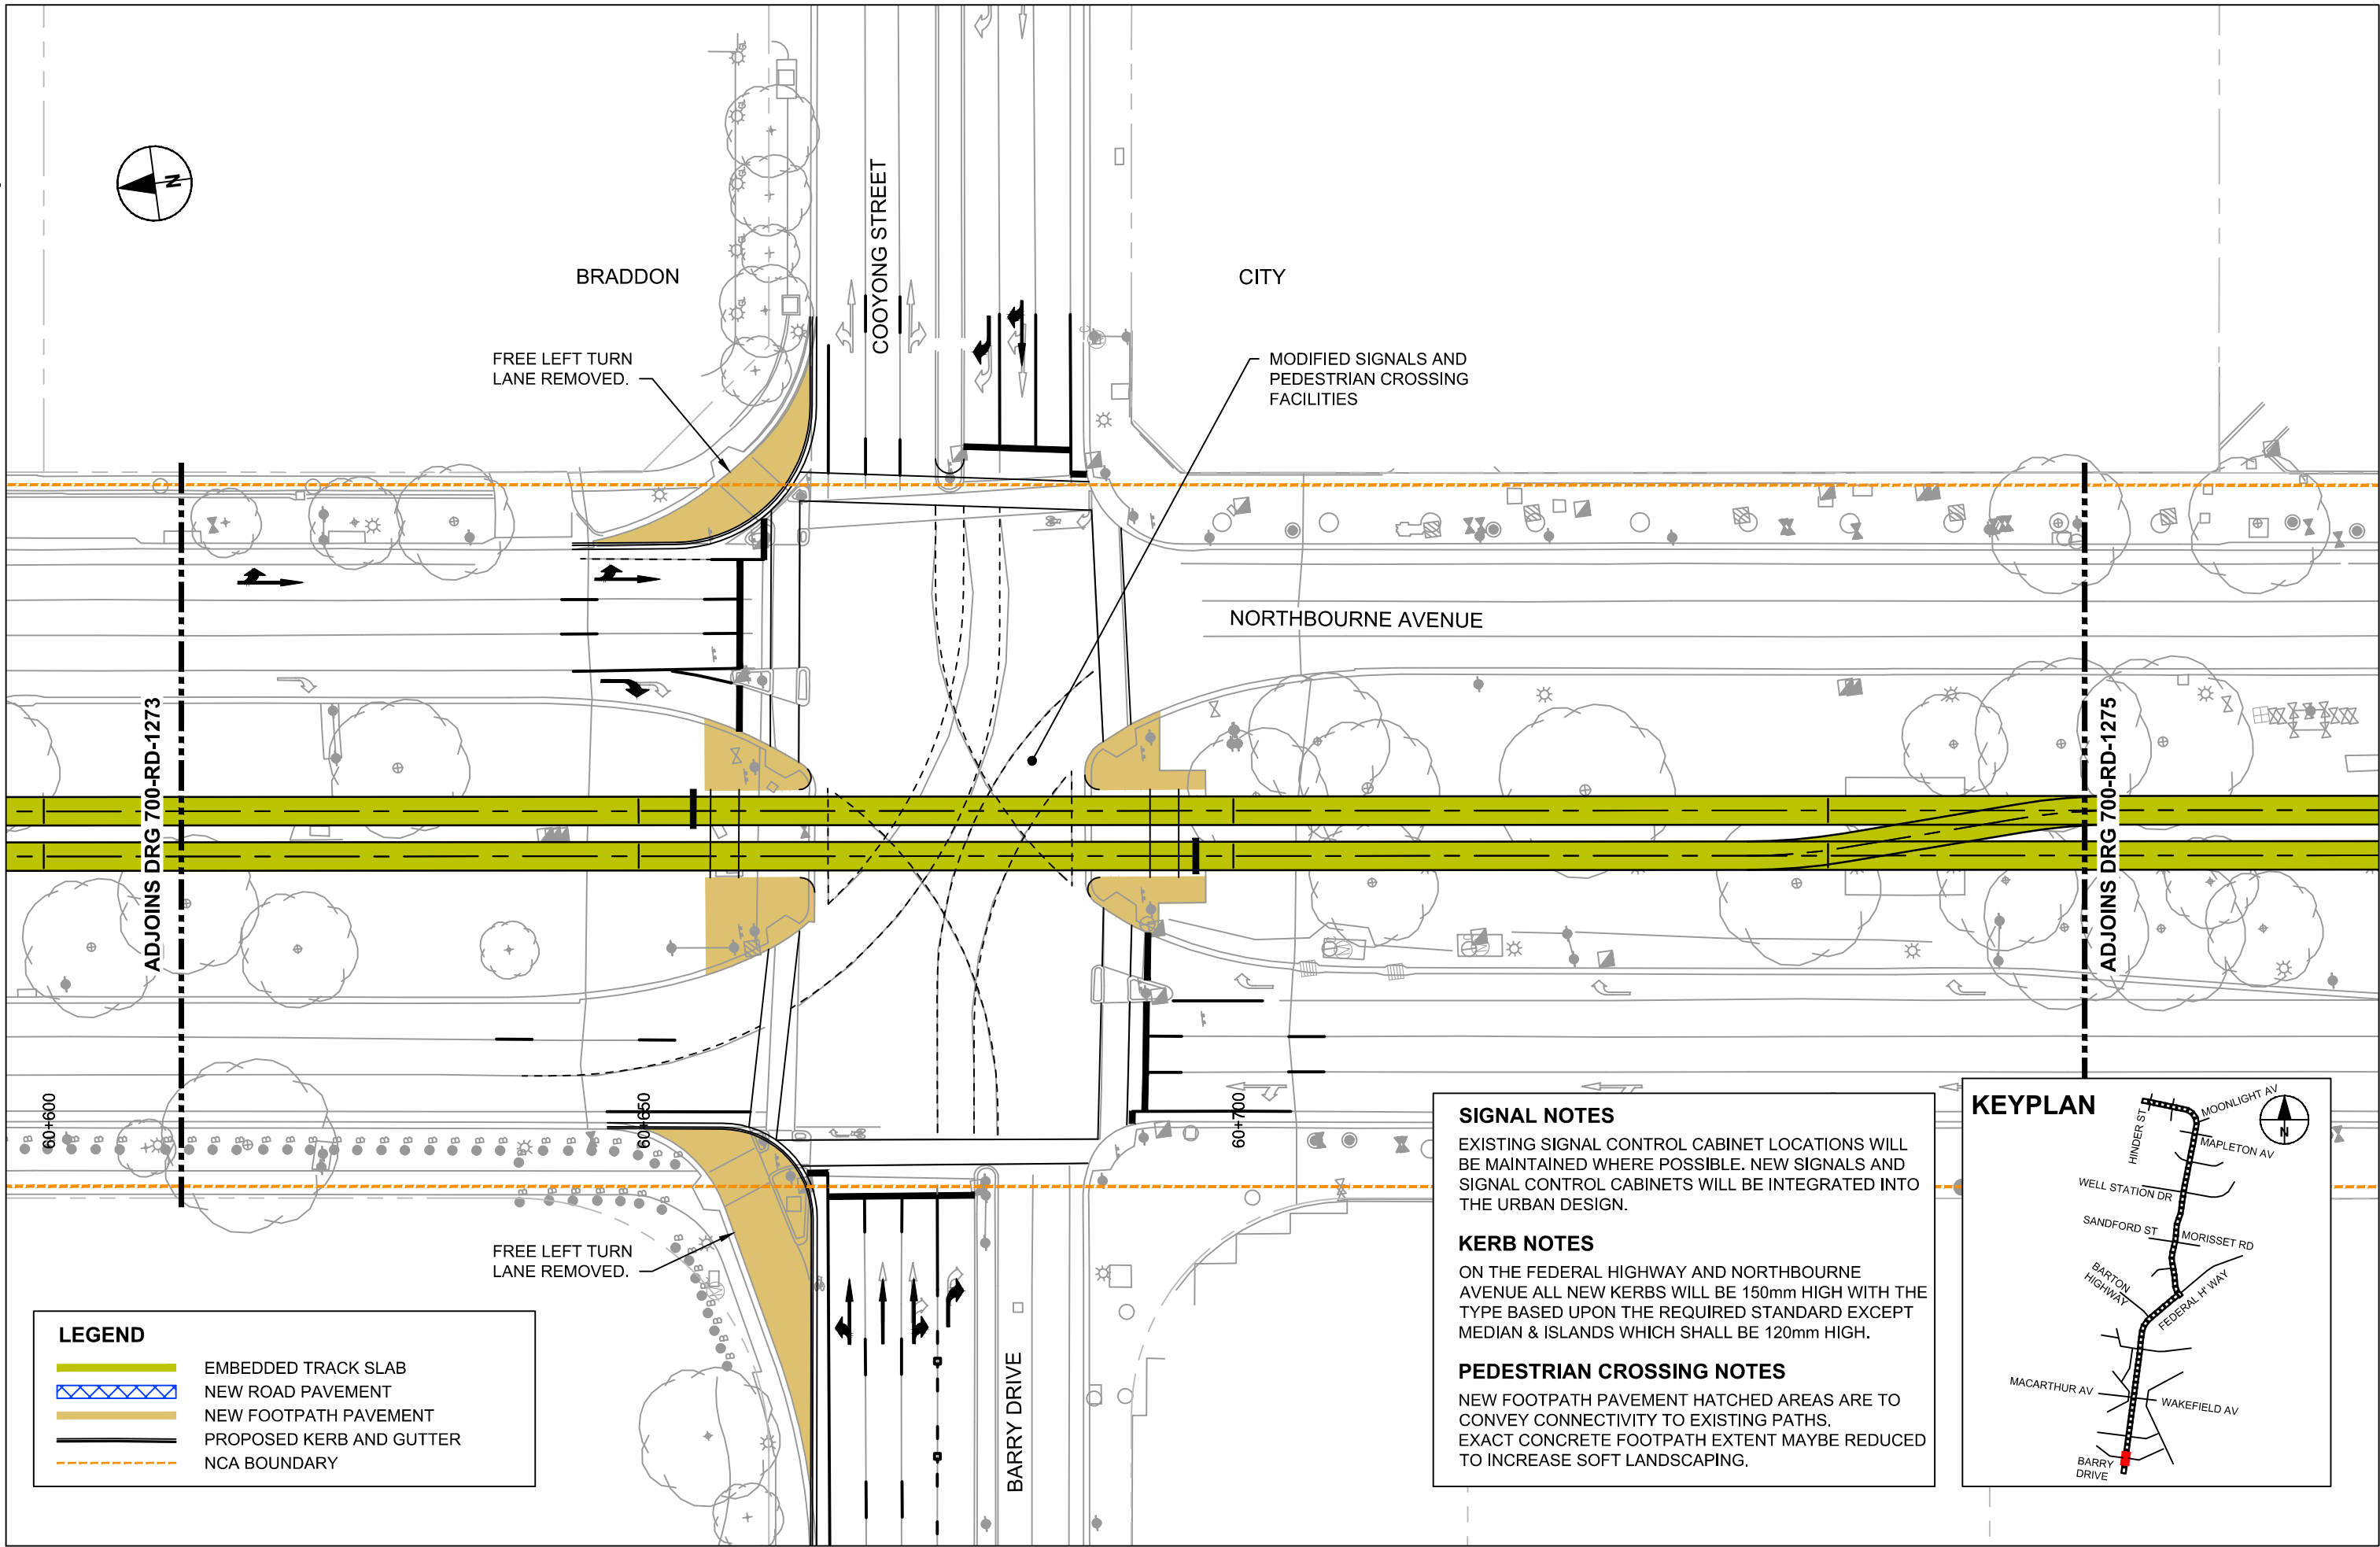 N
BRADDON
COOYONG STREET
CITY
FREE LEFT TURN
LANE REMOVED.
MODIFIED SIGNALS AND
PEDESTRIAN CROSSING
FACILITIES
NORTHBOURNE AVENUE
ADJOINS DRG 700-RD-1273
ADJOINS DRG 700-RD-1275
60+600
60+650
60+700
FREE LEFT TURN
LANE REMOVED.
BARRY DRIVE
LEGEND
EMBEDDED TRACK SLAB
NEW ROAD PAVEMENT
NEW FOOTPATH PAVEMENT
PROPOSED KERB AND GUTTER
NCA BOUNDARY
SIGNAL NOTES
EXISTING SIGNAL CONTROL CABINET LOCATIONS WILL
BE MAINTAINED WHERE POSSIBLE. NEW SIGNALS AND
SIGNAL CONTROL CABINETS WILL BE INTEGRATED INTO
THE URBAN DESIGN.
KERB NOTES
ON THE FEDERAL HIGHWAY AND NORTHBOURNE
AVENUE ALL NEW KERBS WILL BE 150mm HIGH WITH THE
TYPE BASED UPON THE REQUIRED STANDARD EXCEPT
MEDIAN & ISLANDS WHICH SHALL BE 120mm HIGH.
PEDESTRIAN CROSSING NOTES
NEW FOOTPATH PAVEMENT HATCHED AREAS ARE TO
CONVEY CONNECTIVITY TO EXISTING PATHS.
EXACT CONCRETE FOOTPATH EXTENT MAYBE REDUCED
TO INCREASE SOFT LANDSCAPING.
KEYPLAN
N
HINDER ST
MOONLIGHT AV
MAPLETON AV
WELL STATION DR
SANDFORD ST
MORISSET RD
BARTON
HIGHWAY
FEDERAL H'WAY
MACARTHUR AV
WAKEFIELD AV
BARRY
DRIVE